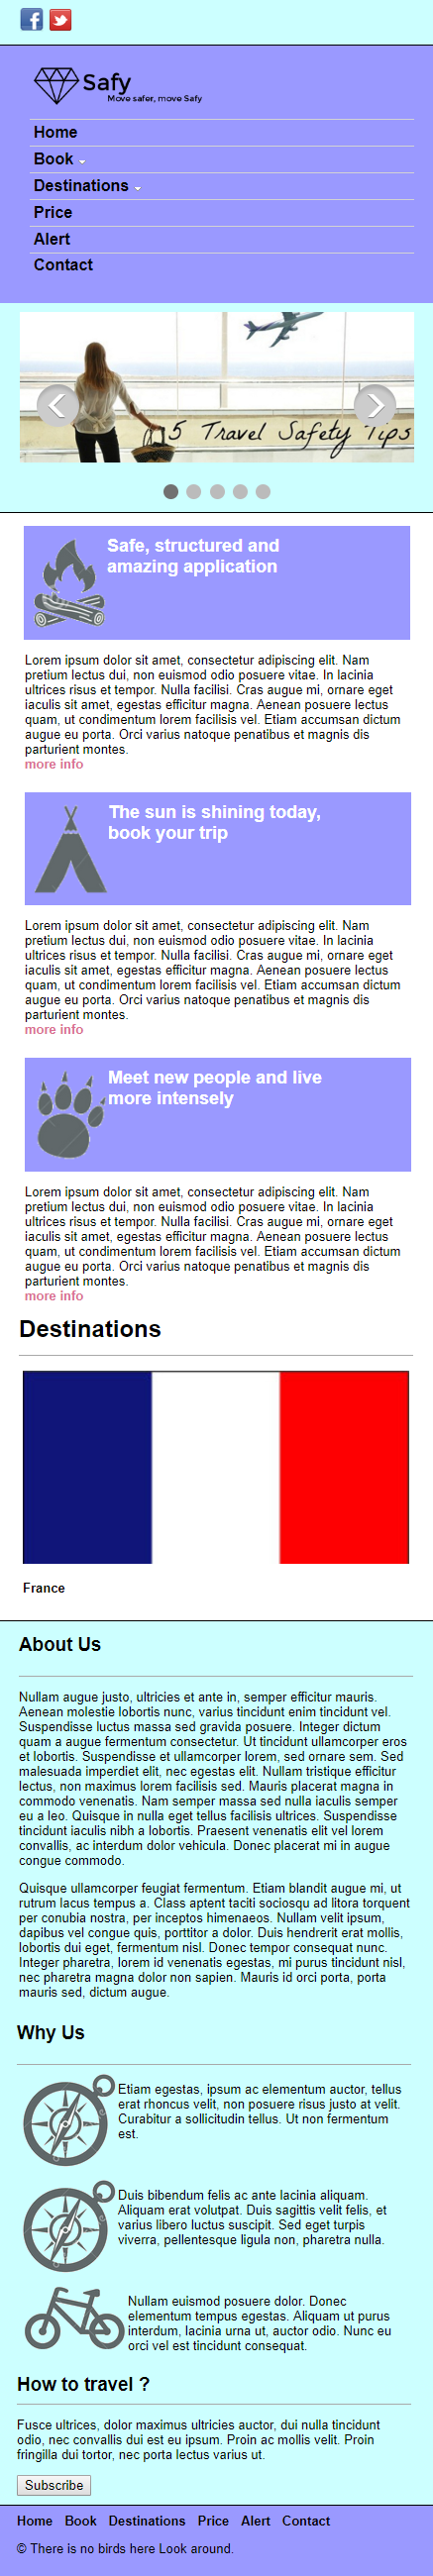 Safy
Move safer, move Safy
Home
Book
Destinations
Price
Alert
Contact
5 Travel Safety Tips
Safe, structured and
amazing application
Lorem ipsum dolor sit amet, consectetur adipiscing elit. Nam
pretium lectus dui, non euismod odio posuere vitae. In lacinia
ultrices risus et tempor. Nulla facilisi. Cras augue mi, ornare eget
iaculis sit amet, egestas efficitur magna. Aenean posuere lectus
quam, ut condimentum lorem facilisis vel. Etiam accumsan dictum
augue eu porta. Orci varius natoque penatibus et magnis dis
parturient montes.
more info
The sun is shining today,
book your trip
Lorem ipsum dolor sit amet, consectetur adipiscing elit. Nam
pretium lectus dui, non euismod odio posuere vitae. In lacinia
ultrices risus et tempor. Nulla facilisi. Cras augue mi, ornare eget
iaculis sit amet, egestas efficitur magna. Aenean posuere lectus
quam, ut condimentum lorem facilisis vel. Etiam accumsan dictum
augue eu porta. Orci varius natoque penatibus et magnis dis
parturient montes.
more info
Meet new people and live
more intensely
Lorem ipsum dolor sit amet, consectetur adipiscing elit. Nam
pretium lectus dui, non euismod odio posuere vitae. In lacinia
ultrices risus et tempor. Nulla facilisi. Cras augue mi, ornare eget
iaculis sit amet, egestas efficitur magna. Aenean posuere lectus
quam, ut condimentum lorem facilisis vel. Etiam accumsan dictum
augue eu porta. Orci varius natoque penatibus et magnis dis
parturient montes.
more info
Destinations
France
About Us
Nullam augue justo, ultricies et ante in, semper efficitur mauris.
Aenean molestie lobortis nunc, varius tincidunt enim tincidunt vel.
Suspendisse luctus massa sed gravida posuere. Integer dictum
quam a augue fermentum consectetur. Ut tincidunt ullamcorper eros
et lobortis. Suspendisse et ullamcorper lorem, sed ornare sem. Sed
malesuada imperdiet elit, nec egestas elit. Nullam tristique efficitur
lectus, non maximus lorem facilisis sed. Mauris placerat magna in
commodo venenatis. Nam semper massa sed nulla iaculis semper
eu a leo. Quisque in nulla eget tellus facilisis ultrices. Suspendisse
tincidunt iaculis nibh a lobortis. Praesent venenatis elit vel lorem
convallis, ac interdum dolor vehicula. Donec placerat mi in augue
congue commodo.
Quisque ullamcorper feugiat fermentum. Etiam blandit augue mi, ut
rutrum lacus tempus a. Class aptent taciti sociosqu ad litora torquent
per conubia nostra, per inceptos himenaeos. Nullam velit ipsum,
dapibus vel congue quis, porttitor a dolor. Duis hendrerit erat mollis,
lobortis dui eget, fermentum nisl. Donec tempor consequat nunc.
Integer pharetra, lorem id venenatis egestas, mi purus tincidunt nisl,
nec pharetra magna dolor non sapien. Mauris id orci porta, porta
mauris sed, dictum augue.
Why Us
Etiam egestas, ipsum ac elementum auctor, tellus
erat rhoncus velit, non posuere risus justo at velit.
Curabitur a sollicitudin tellus. Ut non fermentum
est.
Duis bibendum felis ac ante lacinia aliquam.
Aliquam erat volutpat. Duis sagittis velit felis, et
varius libero luctus suscipit. Sed eget turpis
viverra, pellentesque ligula non, pharetra nulla.
Nullam euismod posuere dolor. Donec
elementum tempus egestas. Aliquam ut purus
interdum, lacinia urna ut, auctor odio. Nunc eu
orci vel est tincidunt consequat.
How to travel ?
Fusce ultrices, dolor maximus ultricies auctor, dui nulla tincidunt
odio, nec convallis dui est eu ipsum. Proin ac mollis velit. Proin
fringilla dui tortor, nec porta lectus varius ut.
Subscribe
Home Book Destinations Price Alert Contact
© There is no birds here Look around.